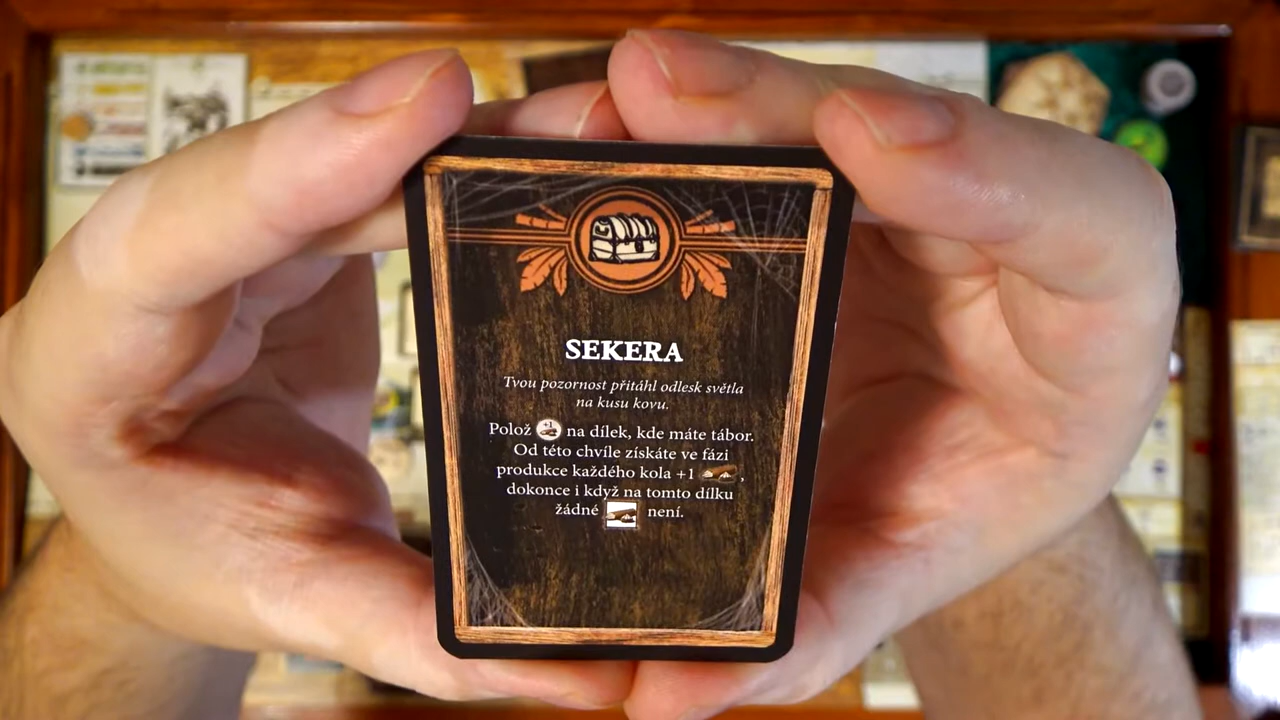 SEKERA
Tvou pozornost přitáhl odlesk světla
na kusu kovu.
Polož +1 na dílek, kde máte tábor.
Od této chvíle získáte ve fázi
produkce každého kola +1 ,
dokonce i když na tomto dílku
žádné není.